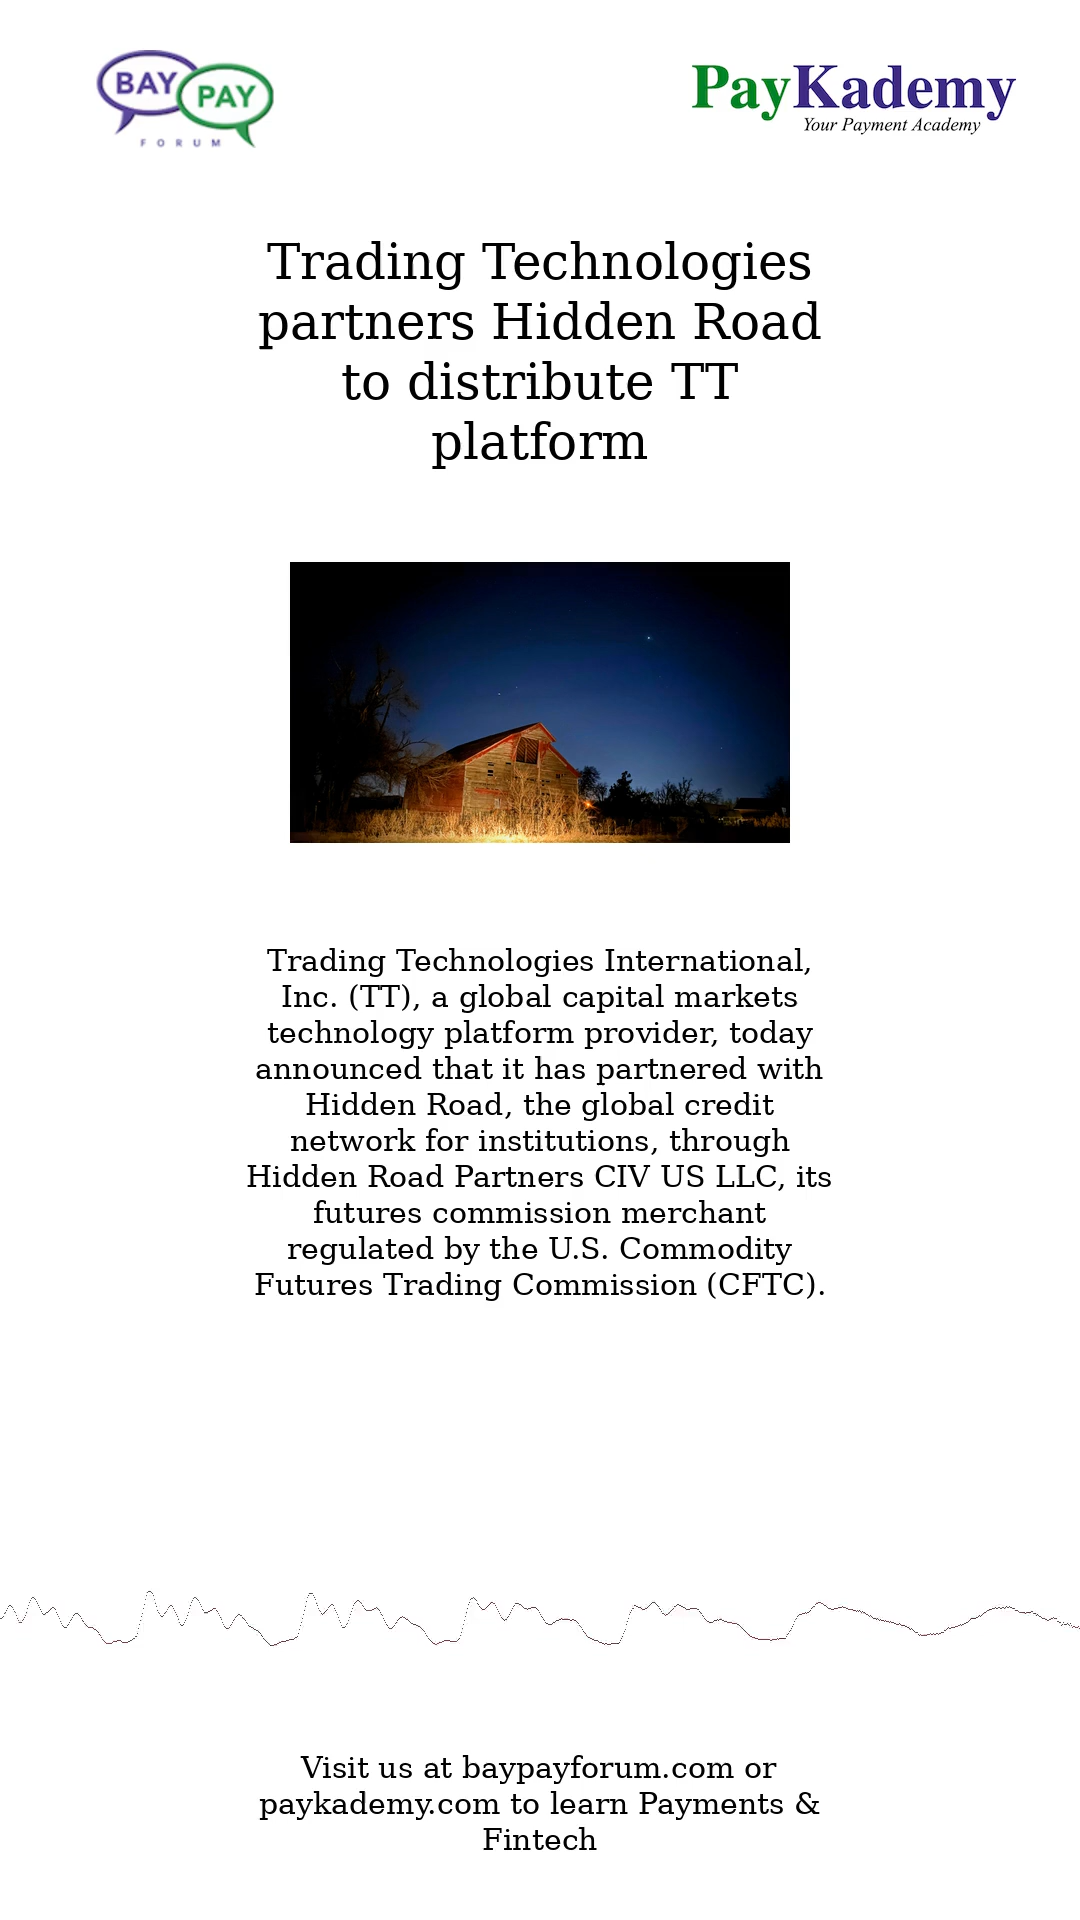 BAY PAY
FORUM
PayKademy
Your Payment Academy
Trading Technologies
partners Hidden Road
to distribute TT
platform
Trading Technologies International,
Inc. (TT), a global capital markets
technology platform provider, today
announced that it has partnered with
Hidden Road, the global credit
network for institutions, through
Hidden Road Partners CIV US LLC, its
futures commission merchant
regulated by the U.S. Commodity
Futures Trading Commission (CFTC).
Visit us at baypayforum.com or
paykademy.com to learn Payments &
Fintech